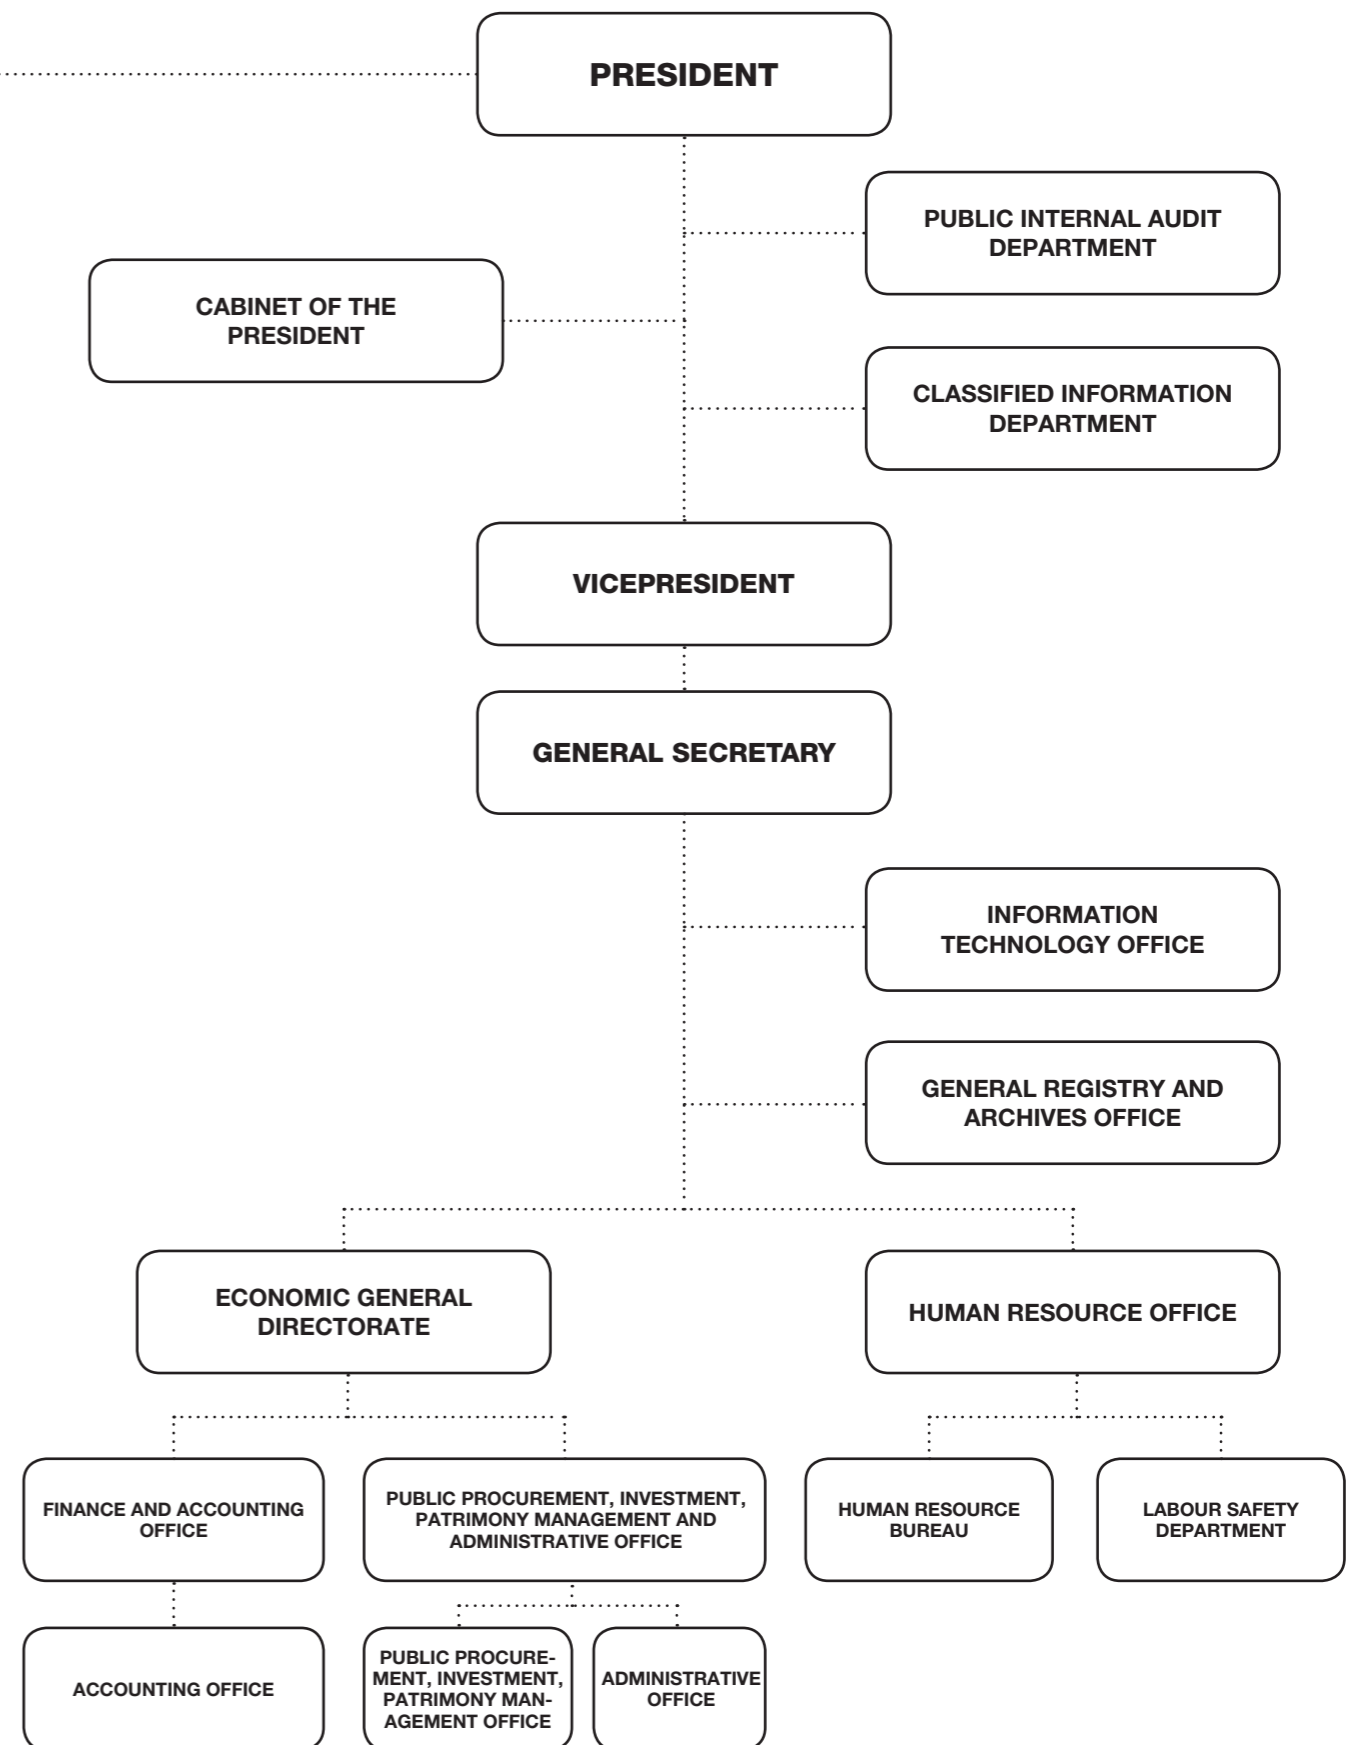 PRESIDENT
PUBLIC INTERNAL AUDIT
DEPARTMENT
CABINET OF THE
PRESIDENT
CLASSIFIED INFORMATION
DEPARTMENT
VICEPRESIDENT
GENERAL SECRETARY
INFORMATION
TECHNOLOGY OFFICE
GENERAL REGISTRY AND
ARCHIVES OFFICE
ECONOMIC GENERAL
DIRECTORATE
HUMAN RESOURCE OFFICE
FINANCE AND ACCOUNTING
OFFICE
PUBLIC PROCUREMENT, INVESTMENT,
PATRIMONY MANAGEMENT AND
ADMINISTRATIVE OFFICE
HUMAN RESOURCE
BUREAU
LABOUR SAFETY
DEPARTMENT
ACCOUNTING OFFICE
PUBLIC PROCURE-
MENT, INVESTMENT,
PATRIMONY MAN-
AGEMENT OFFICE
ADMINISTRATIVE
OFFICE